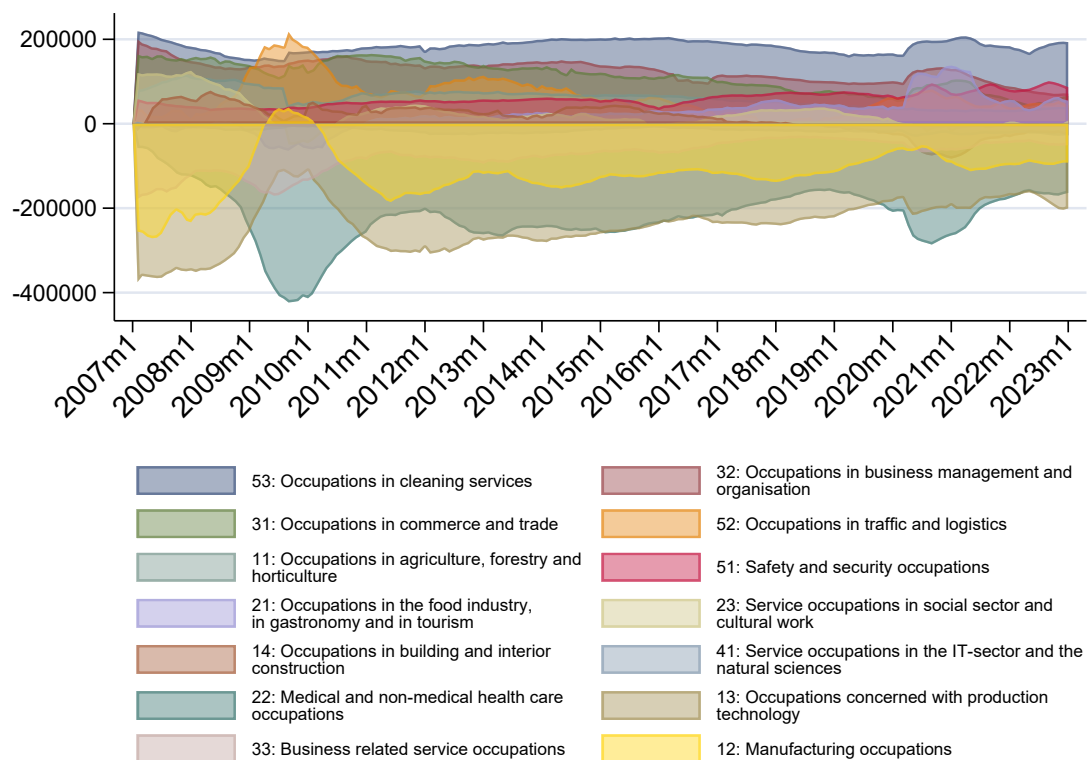 200000
0
-200000
-400000
2007m1
2008m1
2009m1
2010m1
2011m1
2012m1
2013m1
2014m1
2015m1
2016m1
2017m1
2018m1
2019m1
2020m1
2021m1
2022m1
2023m1
53: Occupations in cleaning services
32: Occupations in business management and
organisation
31: Occupations in commerce and trade
52: Occupations in traffic and logistics
11: Occupations in agriculture, forestry and
horticulture
51: Safety and security occupations
21: Occupations in the food industry,
in gastronomy and in tourism
23: Service occupations in social sector and
cultural work
14: Occupations in building and interior
construction
41: Service occupations in the IT-sector and the
natural sciences
22: Medical and non-medical health care
occupations
13: Occupations concerned with production
technology
33: Business related service occupations
12: Manufacturing occupations